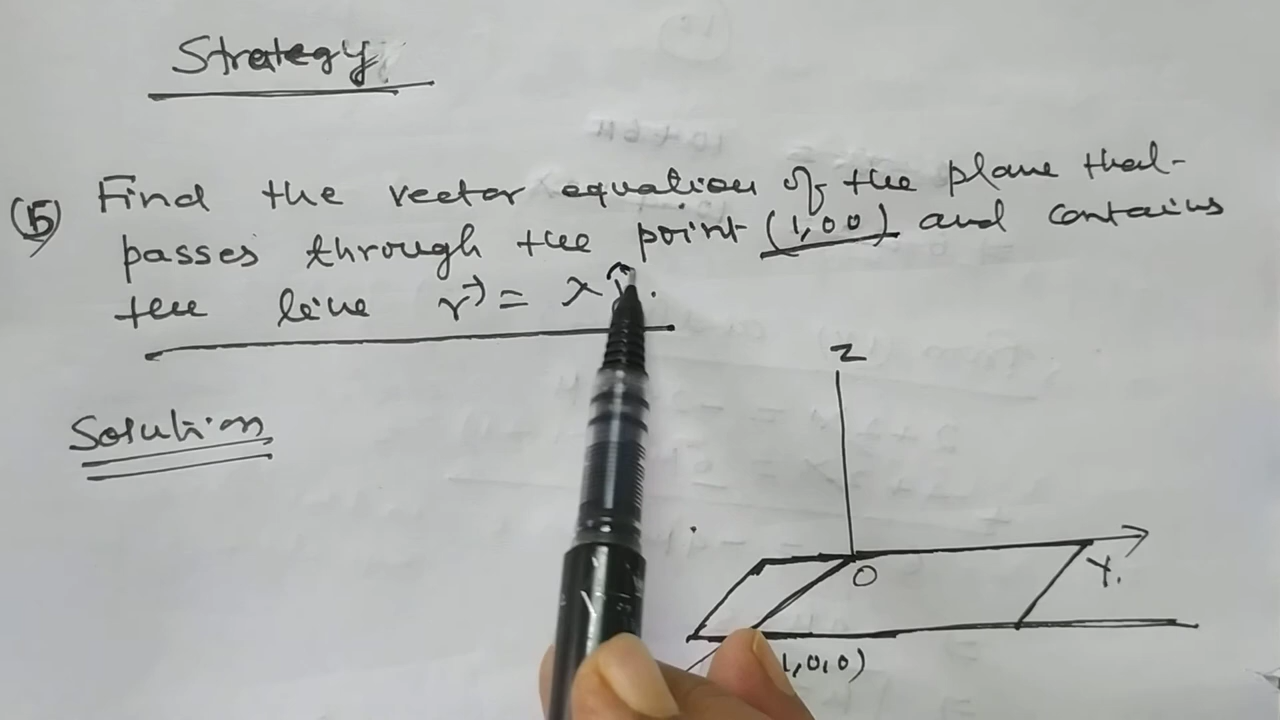 Strategy
(5) Find the vector equation of the plane that
passes through the point (1,0,0) and contains
the line r⃗ = λĵ.
Solution
Z
O
Y.
1,0,0)